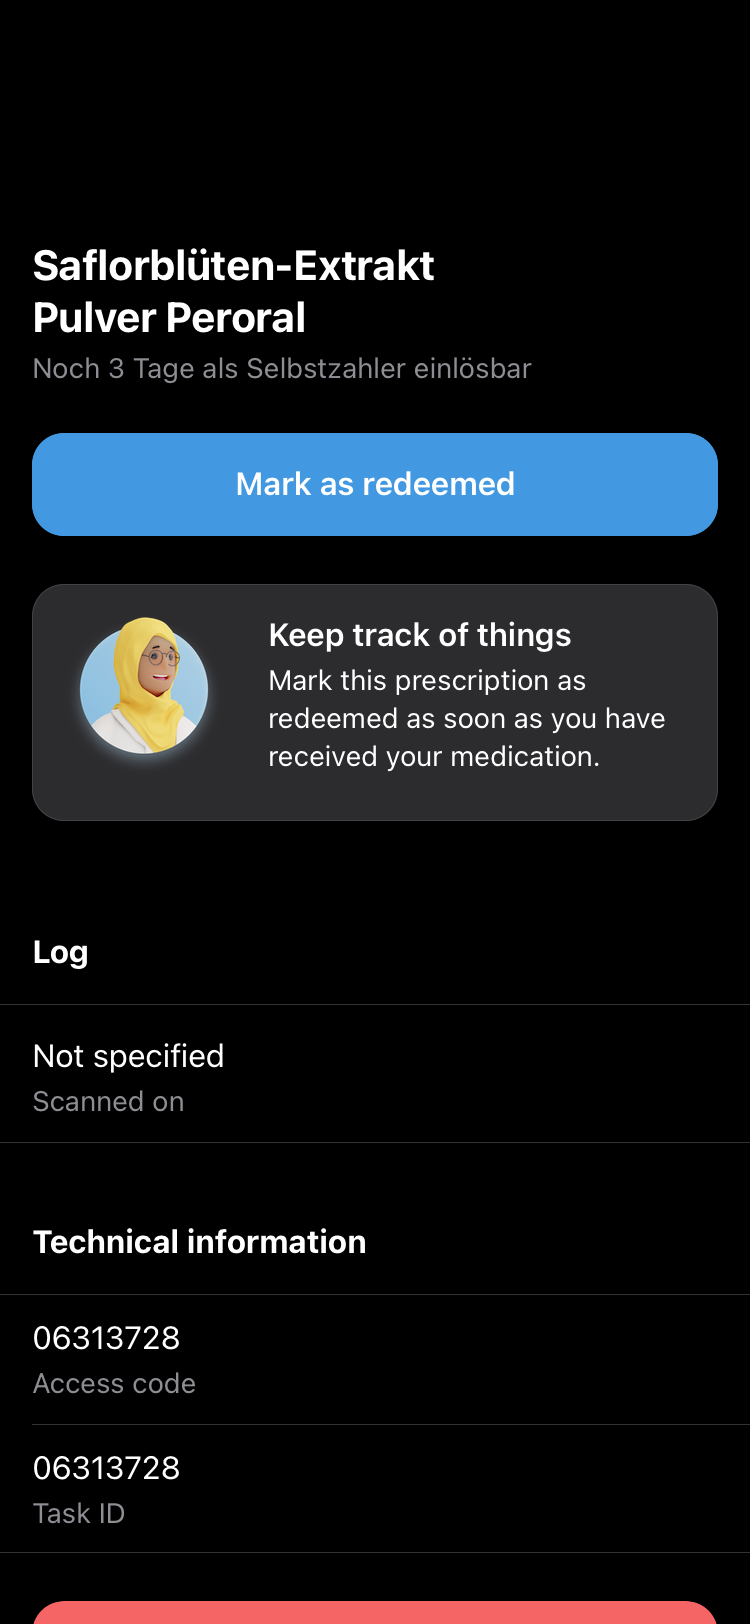 Saflorblüten-Extrakt
Pulver Peroral
Noch 3 Tage als Selbstzahler einlösbar
Mark as redeemed
Keep track of things
Mark this prescription as
redeemed as soon as you have
received your medication.
Log
Not specified
Scanned on
Technical information
06313728
Access code
06313728
Task ID